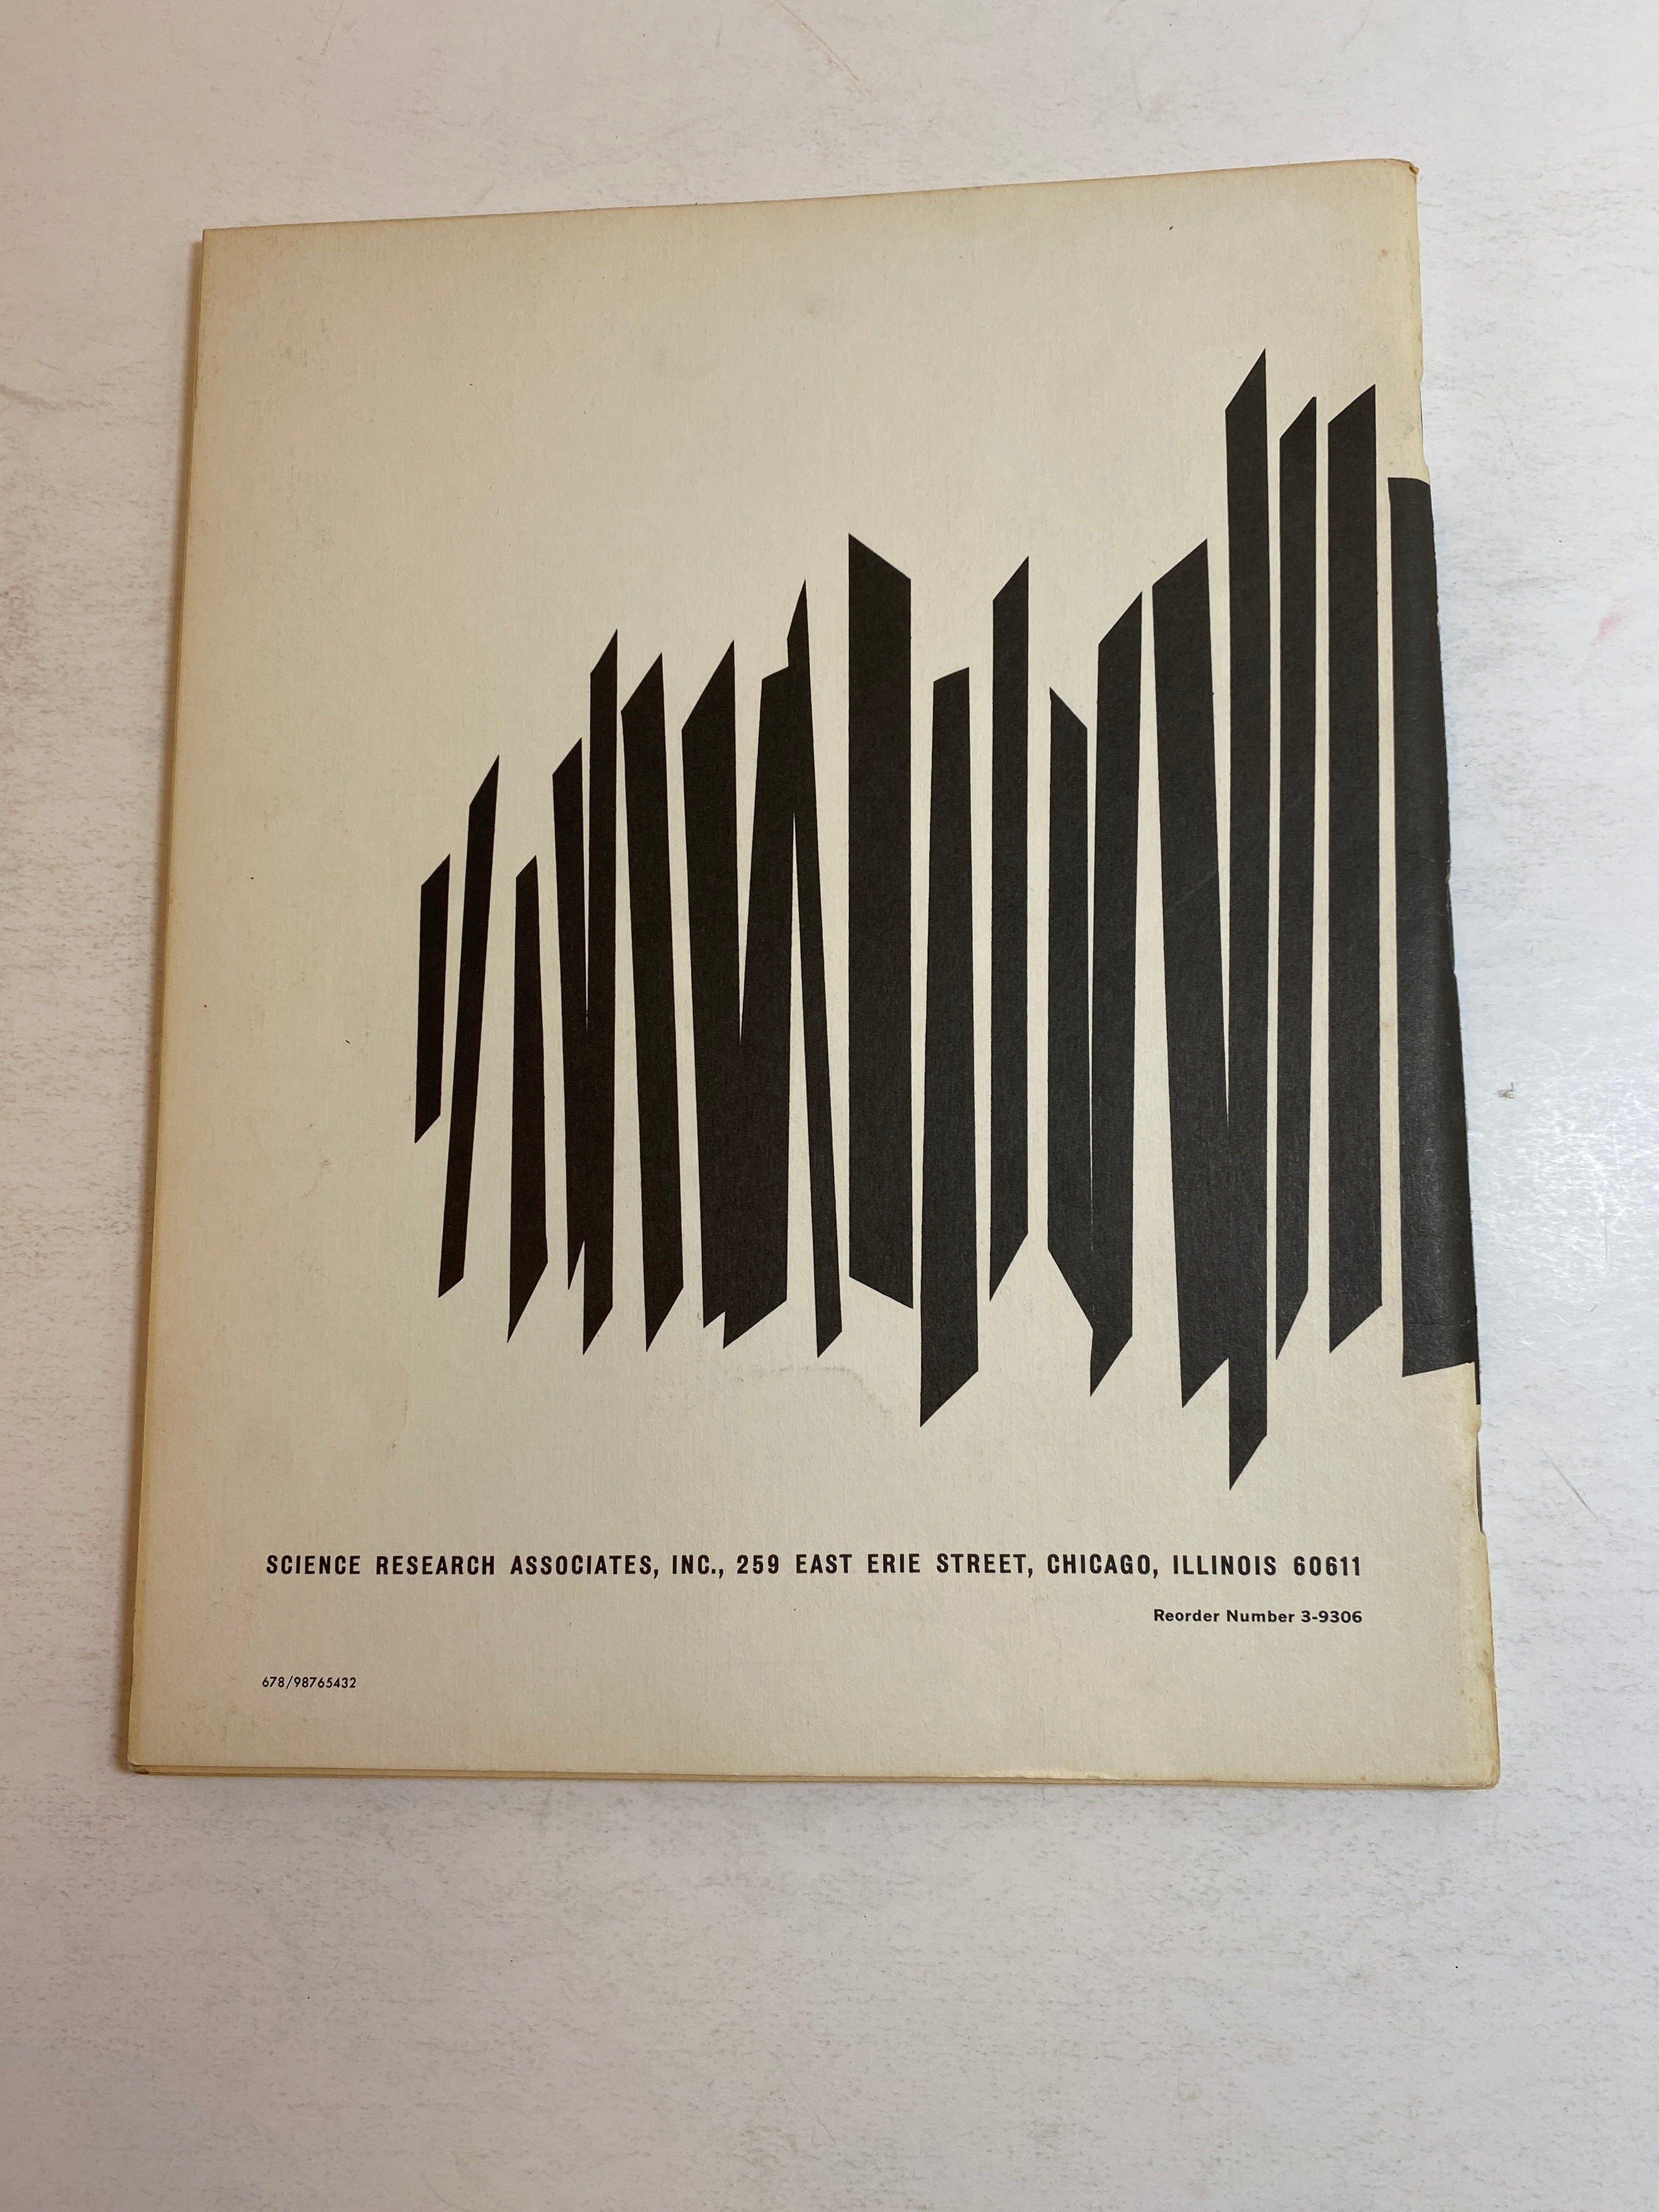 SCIENCE RESEARCH ASSOCIATES, INC., 259 EAST ERIE STREET, CHICAGO, ILLINOIS 60611
Reorder Number 3-9306
678/98765432